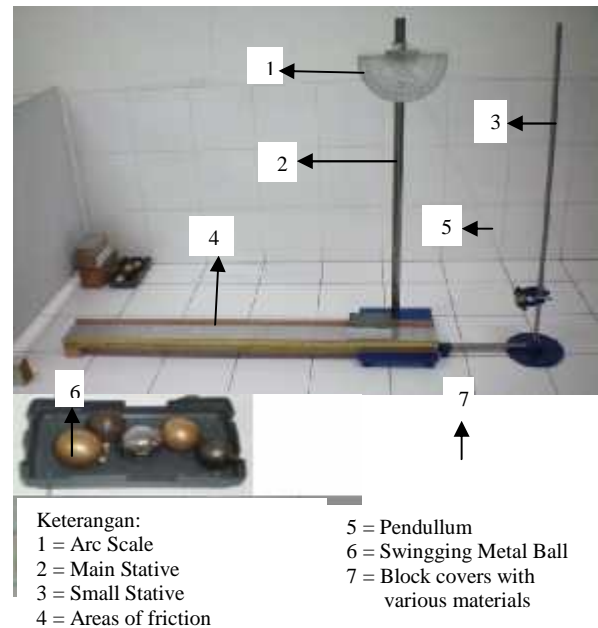 1
2
3
4
5
6
7
Keterangan:
1 = Arc Scale
2 = Main Stative
3 = Small Stative
4 = Areas of friction
5 = Pendullum
6 = Swingging Metal Ball
7 = Block covers with
various materials